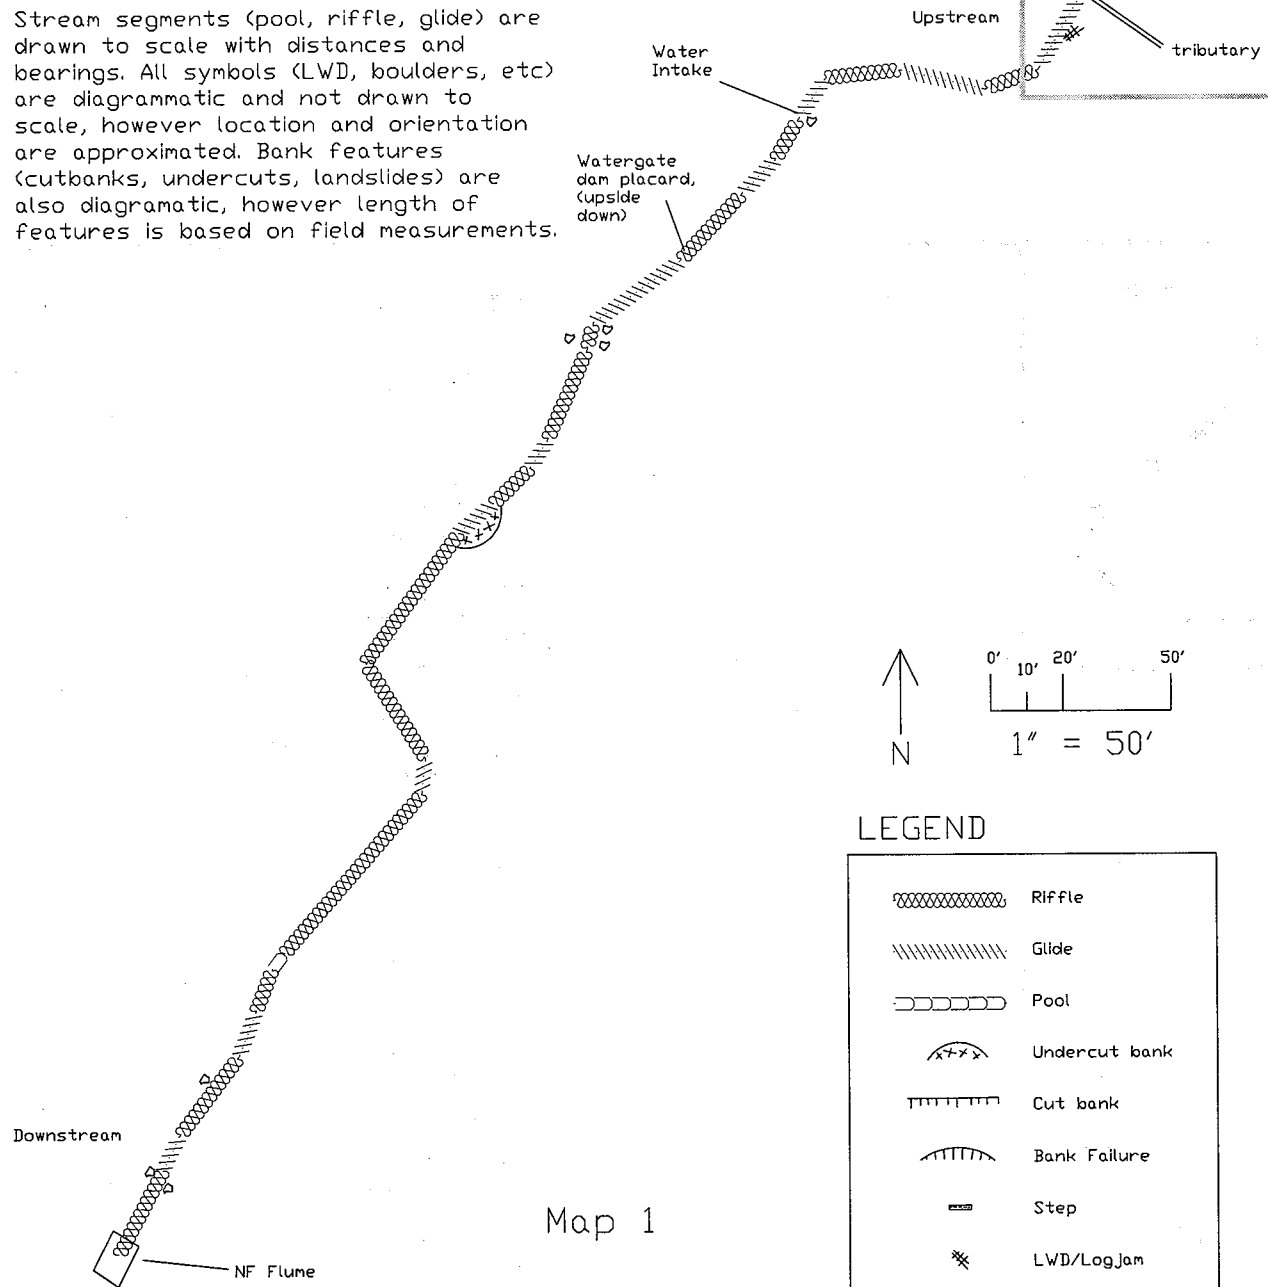 Stream segments (pool, riffle, glide) are
drawn to scale with distances and
bearings. All symbols (LWD, boulders, etc)
are diagrammatic and not drawn to
scale, however location and orientation
are approximated. Bank features
(cutbanks, undercuts, landslides) are
also diagramatic, however length of
features is based on field measurements.
Upstream
tributary
Water
Intake
Watergate
dam placard,
(upside
down)
0' 10' 20' 50'
1" = 50'
N
LEGEND
Riffle
Glide
Pool
Undercut bank
Cut bank
Bank Failure
Step
LWD/Logjam
Downstream
Map 1
NF Flume